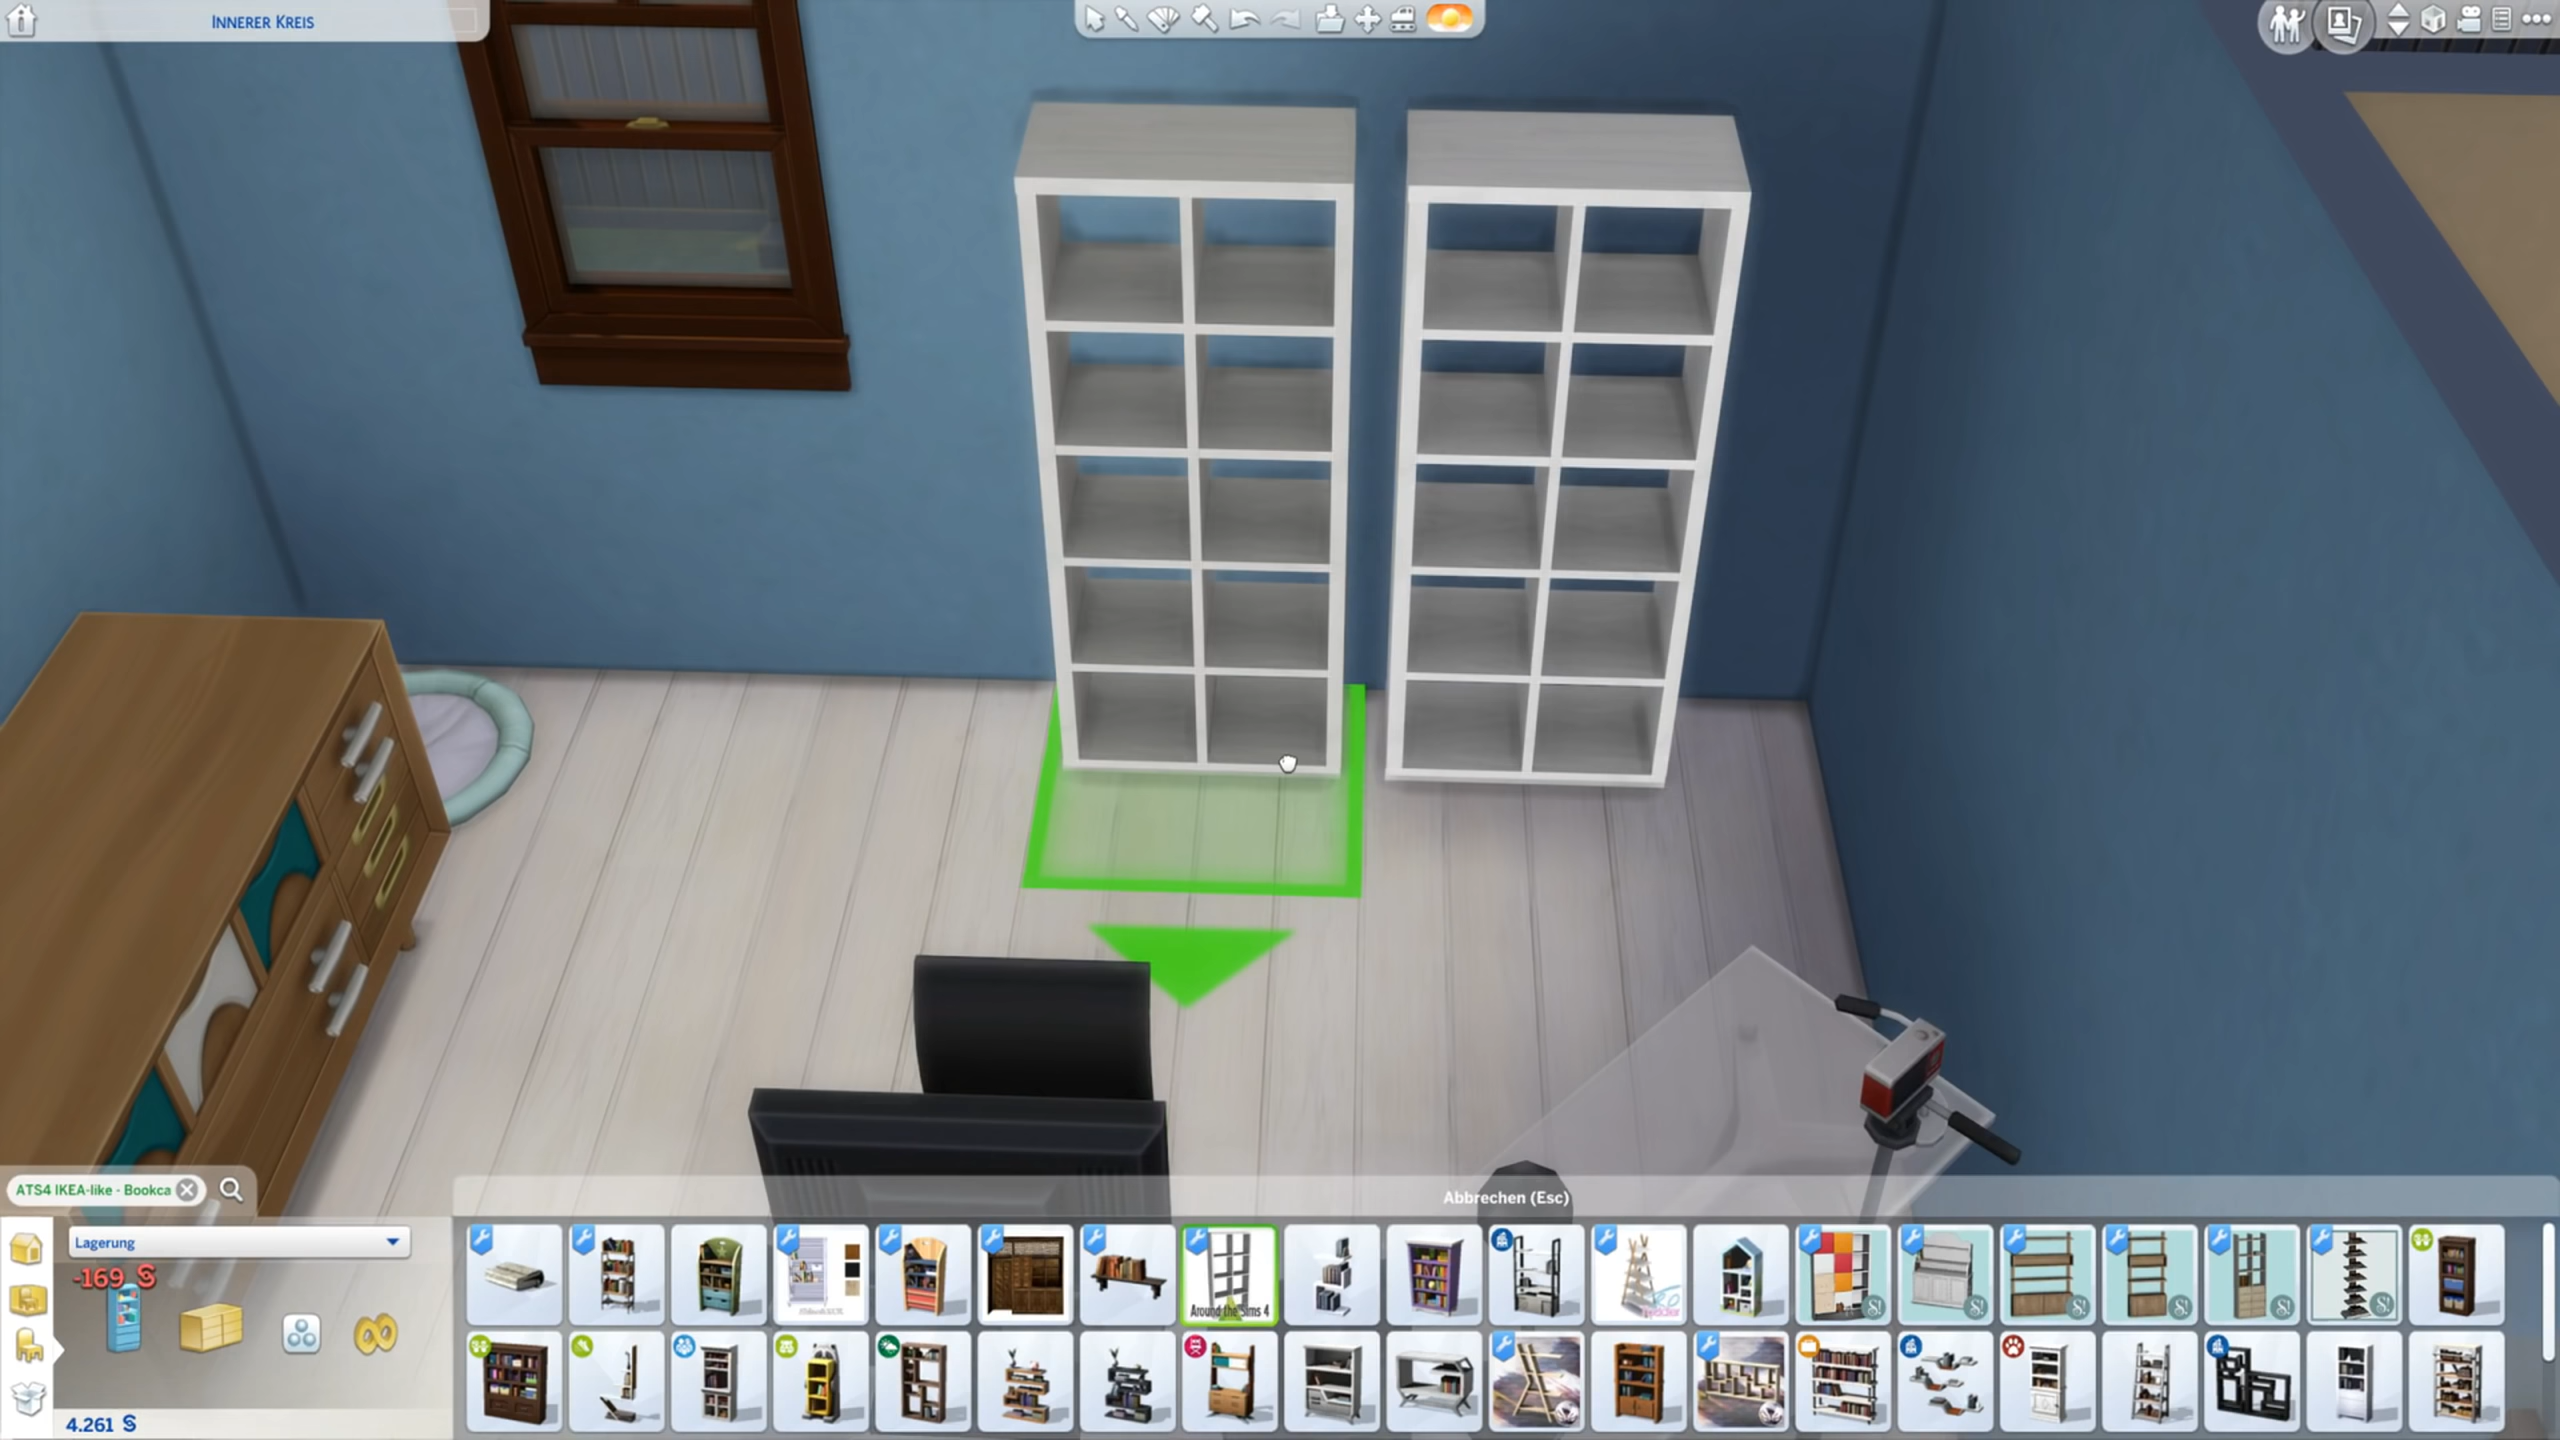 INNERER KREIS
Abbrechen (Esc)
ATS4 IKEA-like - Bookca
Lagerung
-169 §
4.261 §
Around the Sims 4